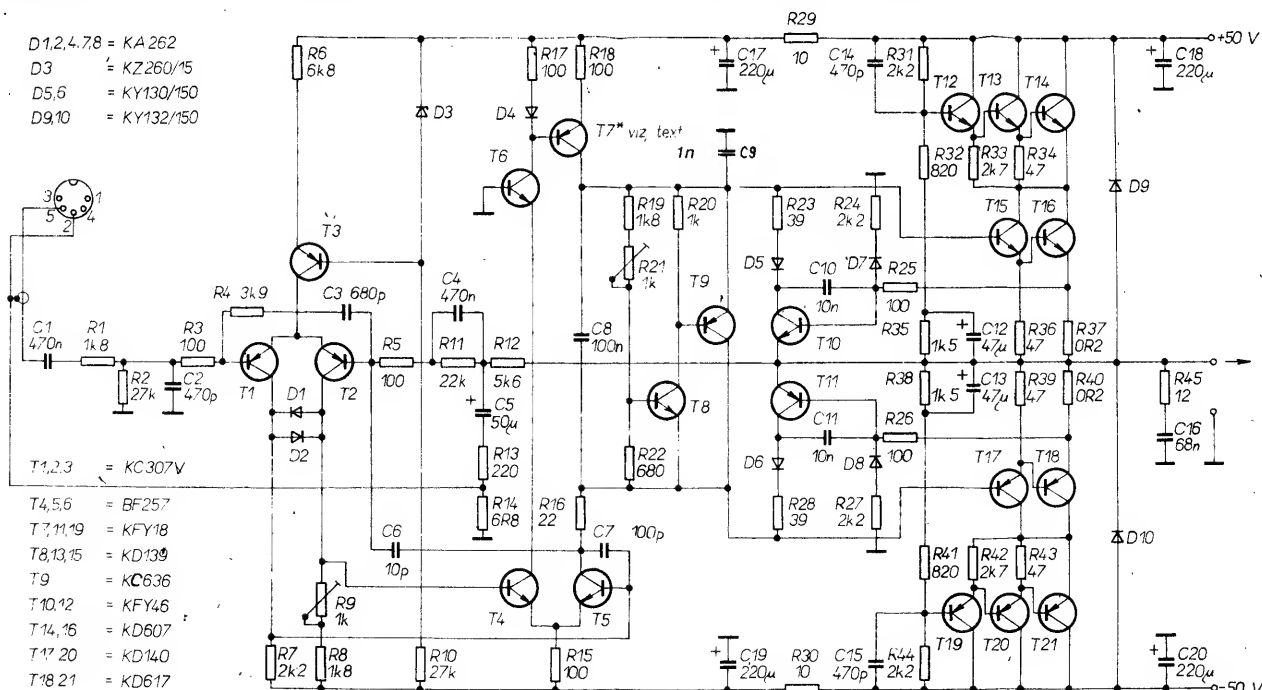 D1,2,4.7,8 = KA262
D3 = KZ260/15
D5,6 = KY130/150
D9,10 = KY132/150
3
1
5
4
2
R6
6k8
D3
R17
100
R18
100
D4
T6
T7* viz text
1n
C9
C17
220µ
R29
10
C14
470p
R31
2k2
T12
T13
T14
+50 V
C18
220µ
R32
820
R33
2k7
R34
47
D9
T3
R4 3k9
C3 680p
C4
470n
R19
1k8
R20
1k
R21
1k
T9
R23
39
R24
2k2
D5
C10
10n
D7
R25
100
T15
T16
C1
470n
R1
1k8
R3
100
R2
27k
C2
470p
T1
T2
R5
100
R11
22k
R12
5k6
C8
100n
T10
R35
1k5
C12
47µ
R36
47
R37
0R2
D1
D2
C5
50µ
T8
T11
R38
1k5
C13
47µ
R39
47
R40
0R2
R45
12
C16
68n
R13
220
R22
680
D6
C11
10n
D8
R26
100
T17
T18
R14
6R8
R16
22
C7
100p
R28
39
R27
2k2
C6
10p
R41
820
R42
2k7
R43
47
D10
R9
1k
T4
T5
T19
T20
T21
R7
2k2
R8
1k8
R10
27k
R15
100
C19
220µ
R30
10
C15
470p
R44
2k2
C20
220µ
-50 V
T1,2,3 = KC307V
T4,5,6 = BF257
T7,11,19 = KFY18
T8,13,15 = KD139
T9 = KC636
T10,12 = KFY46
T14,16 = KD607
T17 20 = KD140
T18 21 = KD617